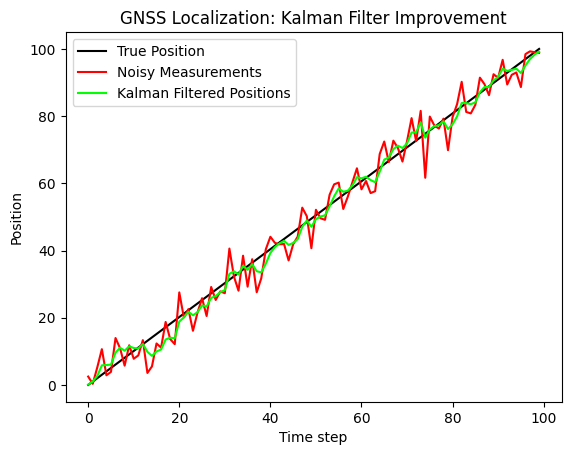 GNSS Localization: Kalman Filter Improvement
True Position
Noisy Measurements
Kalman Filtered Positions
100
80
60
40
20
0
Position
0
20
40
60
80
100
Time step